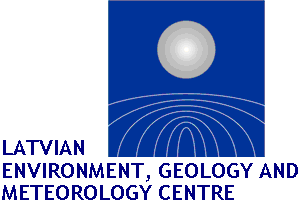 LATVIAN
ENVIRONMENT, GEOLOGY AND
METEOROLOGY CENTRE